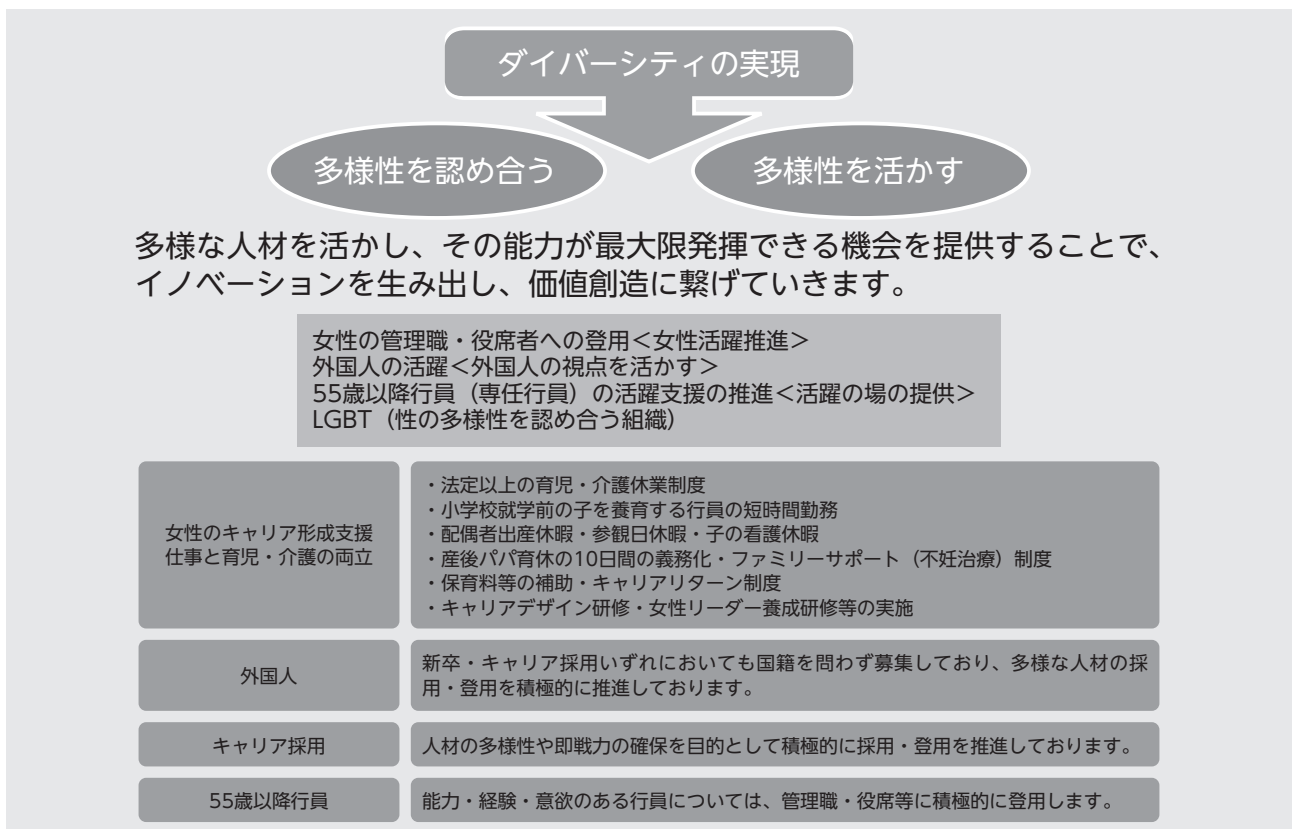 ダイバーシティの実現
多様性を認め合う
多様性を活かす
多様な人材を活かし、その能力が最大限発揮できる機会を提供することで、
イノベーションを生み出し、価値創造に繋げていきます。
女性の管理職・役席者への登用＜女性活躍推進＞
外国人の活躍＜外国人の視点を活かす＞
55歳以降行員（専任行員）の活躍支援の推進＜活躍の場の提供＞
LGBT（性の多様性を認め合う組織）
女性のキャリア形成支援
仕事と育児・介護の両立
・法定以上の育児・介護休業制度
・小学校就学前の子を養育する行員の短時間勤務
・配偶者出産休暇・参観日休暇・子の看護休暇
・産後パパ育休の10日間の義務化・ファミリーサポート（不妊治療）制度
・保育料等の補助・キャリアリターン制度
・キャリアデザイン研修・女性リーダー養成研修等の実施
外国人
新卒・キャリア採用いずれにおいても国籍を問わず募集しており、多様な人材の採
用・登用を積極的に推進しております。
キャリア採用
人材の多様性や即戦力の確保を目的として積極的に採用・登用を推進しております。
55歳以降行員
能力・経験・意欲のある行員については、管理職・役席等に積極的に登用します。